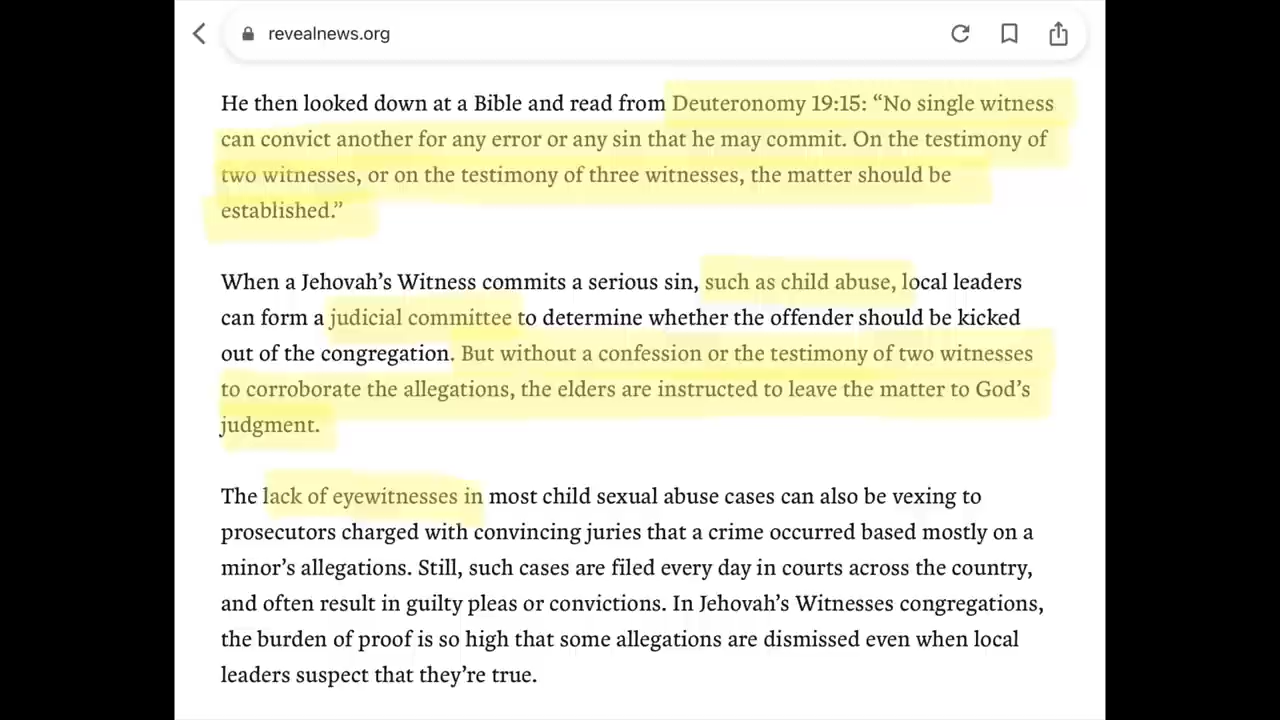 revealnews.org
He then looked down at a Bible and read from Deuteronomy 19:15: “No single witness
can convict another for any error or any sin that he may commit. On the testimony of
two witnesses, or on the testimony of three witnesses, the matter should be
established.”
When a Jehovah’s Witness commits a serious sin, such as child abuse, local leaders
can form a judicial committee to determine whether the offender should be kicked
out of the congregation. But without a confession or the testimony of two witnesses
to corroborate the allegations, the elders are instructed to leave the matter to God’s
judgment.
The lack of eyewitnesses in most child sexual abuse cases can also be vexing to
prosecutors charged with convincing juries that a crime occurred based mostly on a
minor’s allegations. Still, such cases are filed every day in courts across the country,
and often result in guilty pleas or convictions. In Jehovah’s Witnesses congregations,
the burden of proof is so high that some allegations are dismissed even when local
leaders suspect that they’re true.